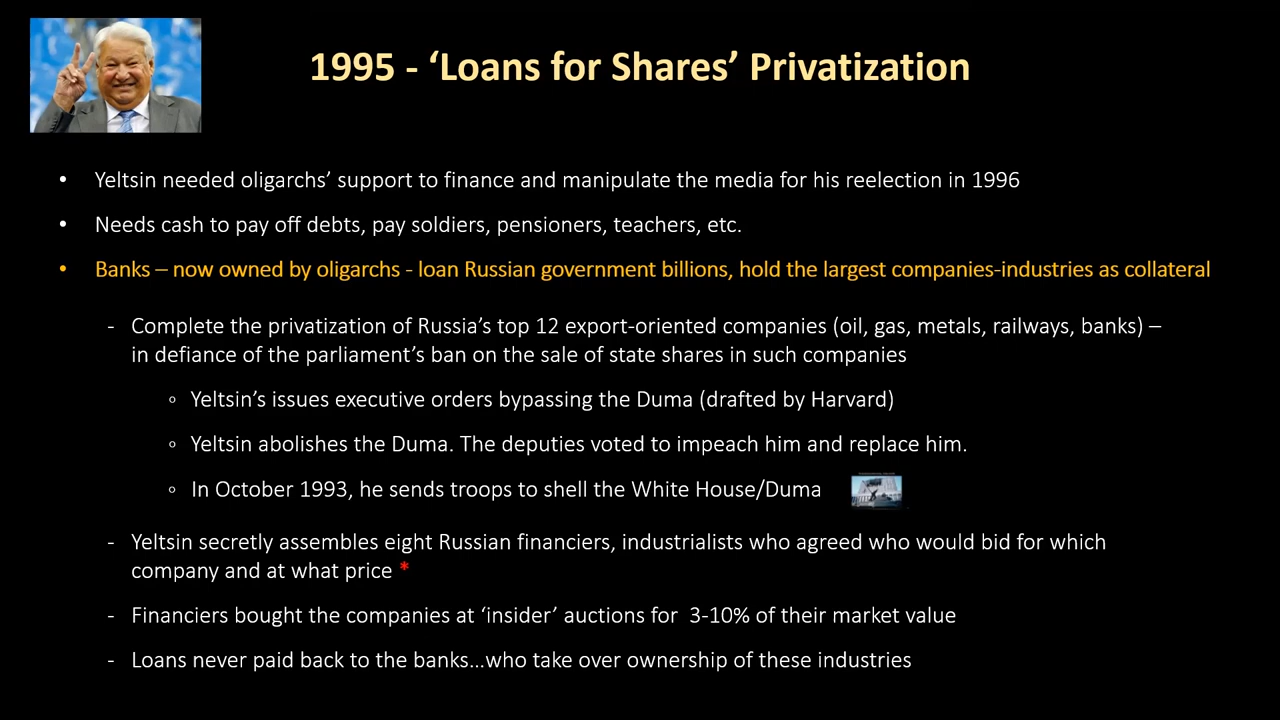 1995 - ‘Loans for Shares’ Privatization
• Yeltsin needed oligarchs’ support to finance and manipulate the media for his reelection in 1996
• Needs cash to pay off debts, pay soldiers, pensioners, teachers, etc.
• Banks – now owned by oligarchs - loan Russian government billions, hold the largest companies-industries as collateral
- Complete the privatization of Russia’s top 12 export-oriented companies (oil, gas, metals, railways, banks) –
in defiance of the parliament’s ban on the sale of state shares in such companies
◦ Yeltsin’s issues executive orders bypassing the Duma (drafted by Harvard)
◦ Yeltsin abolishes the Duma. The deputies voted to impeach him and replace him.
◦ In October 1993, he sends troops to shell the White House/Duma
- Yeltsin secretly assembles eight Russian financiers, industrialists who agreed who would bid for which
company and at what price *
- Financiers bought the companies at ‘insider’ auctions for 3-10% of their market value
- Loans never paid back to the banks…who take over ownership of these industries